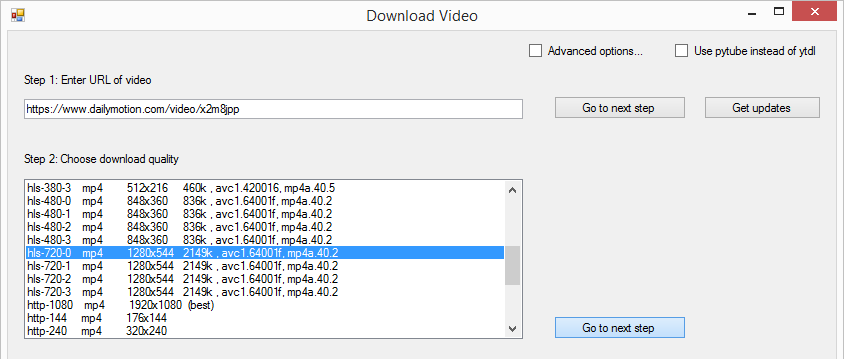 Download Video
Advanced options... Use pytube instead of ytdl
Step 1: Enter URL of video
https://www.dailymotion.com/video/x2m8jpp Go to next step Get updates
Step 2: Choose download quality
hls-380-3 mp4 512x216 460k , avc1.420016, mp4a.40.5
hls-480-0 mp4 848x360 836k , avc1.64001f, mp4a.40.2
hls-480-1 mp4 848x360 836k , avc1.64001f, mp4a.40.2
hls-480-2 mp4 848x360 836k , avc1.64001f, mp4a.40.2
hls-480-3 mp4 848x360 836k , avc1.64001f, mp4a.40.2
hls-720-0 mp4 1280x544 2149k , avc1.64001f, mp4a.40.2
hls-720-1 mp4 1280x544 2149k , avc1.64001f, mp4a.40.2
hls-720-2 mp4 1280x544 2149k , avc1.64001f, mp4a.40.2
hls-720-3 mp4 1280x544 2149k , avc1.64001f, mp4a.40.2
http-1080 mp4 1920x1080 (best)
http-144 mp4 176x144
http-240 mp4 320x240
Go to next step